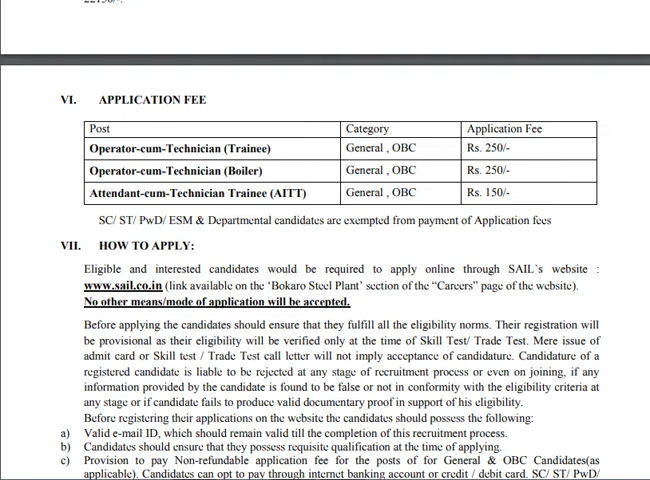 VI. APPLICATION FEE
Post Category Application Fee
Operator-cum-Technician (Trainee) General , OBC Rs. 250/-
Operator-cum-Technician (Boiler) General , OBC Rs. 250/-
Attendant-cum-Technician Trainee (AITT) General , OBC Rs. 150/-
SC/ ST/ PwD/ ESM & Departmental candidates are exempted from payment of Application fees
VII. HOW TO APPLY:
Eligible and interested candidates would be required to apply online through SAIL's website :
www.sail.co.in (link available on the 'Bokaro Steel Plant' section of the "Careers" page of the website).
No other means/mode of application will be accepted.
Before applying the candidates should ensure that they fulfill all the eligibility norms. Their registration will
be provisional as their eligibility will be verified only at the time of Skill Test/ Trade Test. Mere issue of
admit card or Skill test / Trade Test call letter will not imply acceptance of candidature. Candidature of a
registered candidate is liable to be rejected at any stage of recruitment process or even on joining, if any
information provided by the candidate is found to be false or not in conformity with the eligibility criteria at
any stage or if candidate fails to produce valid documentary proof in support of his eligibility.
Before registering their applications on the website the candidates should possess the following:
a) Valid e-mail ID, which should remain valid till the completion of this recruitment process.
b) Candidates should ensure that they possess requisite qualification at the time of applying.
c) Provision to pay Non-refundable application fee for the posts of for General & OBC Candidates(as
applicable). Candidates can opt to pay through internet banking account or credit / debit card. SC/ ST/ PwD/